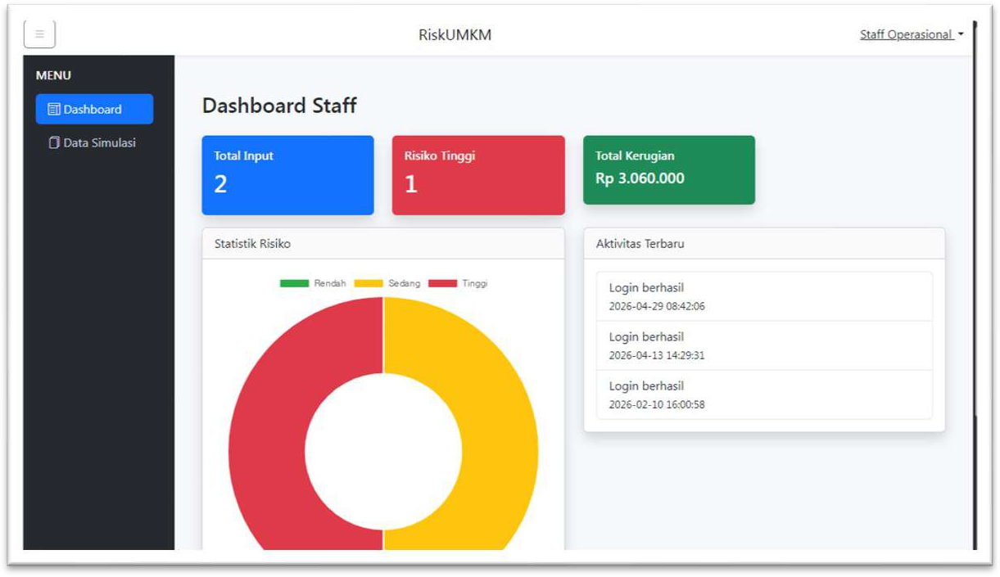 RiskUMKM
Staff Operasional
MENU
Dashboard
Data Simulasi
Dashboard Staff
Total Input
2
Risiko Tinggi
1
Total Kerugian
Rp 3.060.000
Statistik Risiko
Rendah Sedang Tinggi
Aktivitas Terbaru
Login berhasil
2026-04-29 08:42:06
Login berhasil
2026-04-13 14:29:31
Login berhasil
2026-02-10 16:00:58